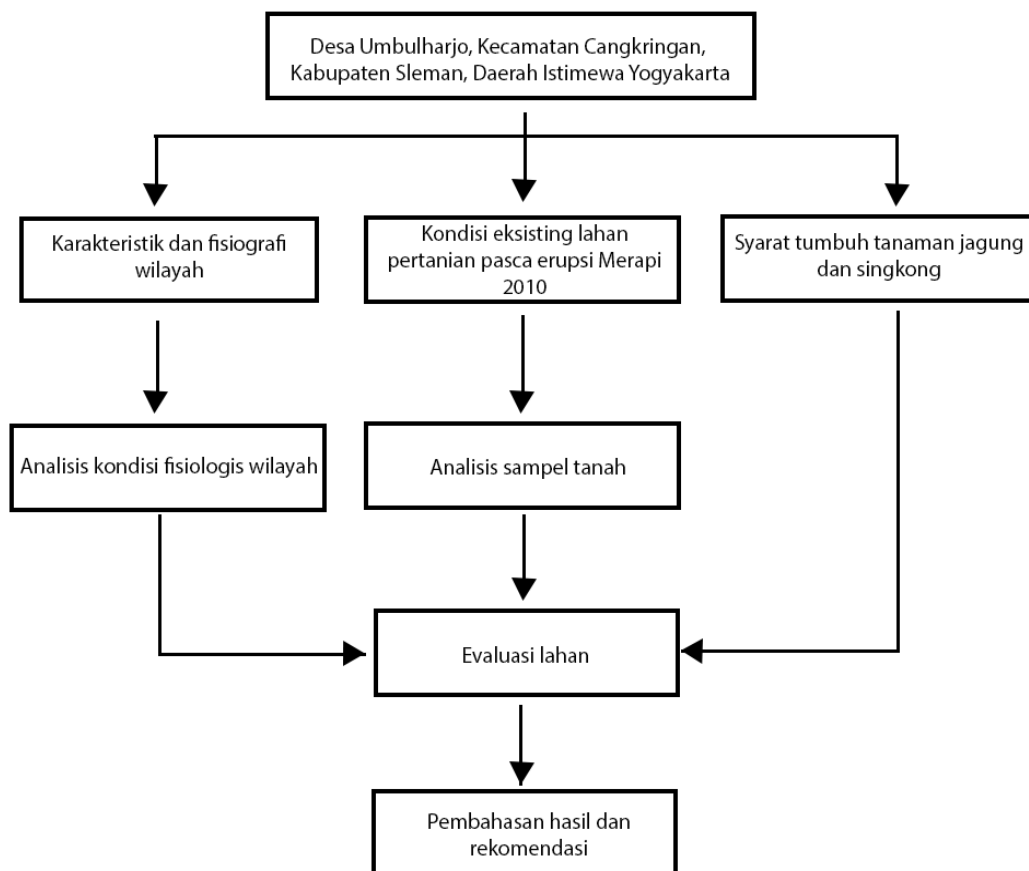 Desa Umbulharjo, Kecamatan Cangkringan,
Kabupaten Sleman, Daerah Istimewa Yogyakarta
Karakteristik dan fisiografi
wilayah
Kondisi eksisting lahan
pertanian pasca erupsi Merapi
2010
Syarat tumbuh tanaman jagung
dan singkong
Analisis kondisi fisiologis wilayah
Analisis sampel tanah
Evaluasi lahan
Pembahasan hasil dan
rekomendasi